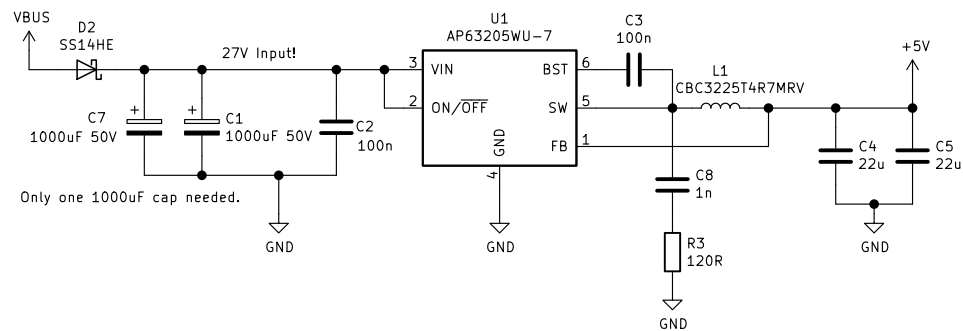 VBUS
D2
SS14HE
27V Input!
C7
1000uF 50V
+
+
C1
1000uF 50V
C2
100n
Only one 1000uF cap needed.
GND
U1
AP63205WU-7
3
VIN
2
ON/OFF
BST
6
SW
5
FB
1
GND
4
GND
C3
100n
L1
CBC3225T4R7MRV
C8
1n
R3
120R
GND
+5V
C4
22u
C5
22u
GND